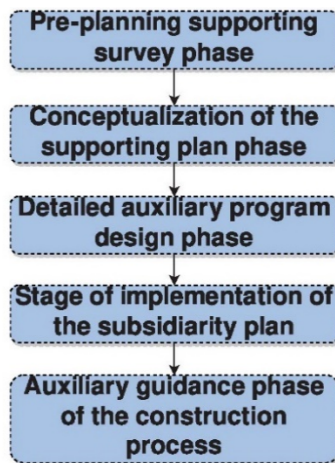 Pre-planning supporting
survey phase
Conceptualization of the
supporting plan phase
Detailed auxiliary program
design phase
Stage of implementation of
the subsidiarity plan
Auxiliary guidance phase
of the construction
process